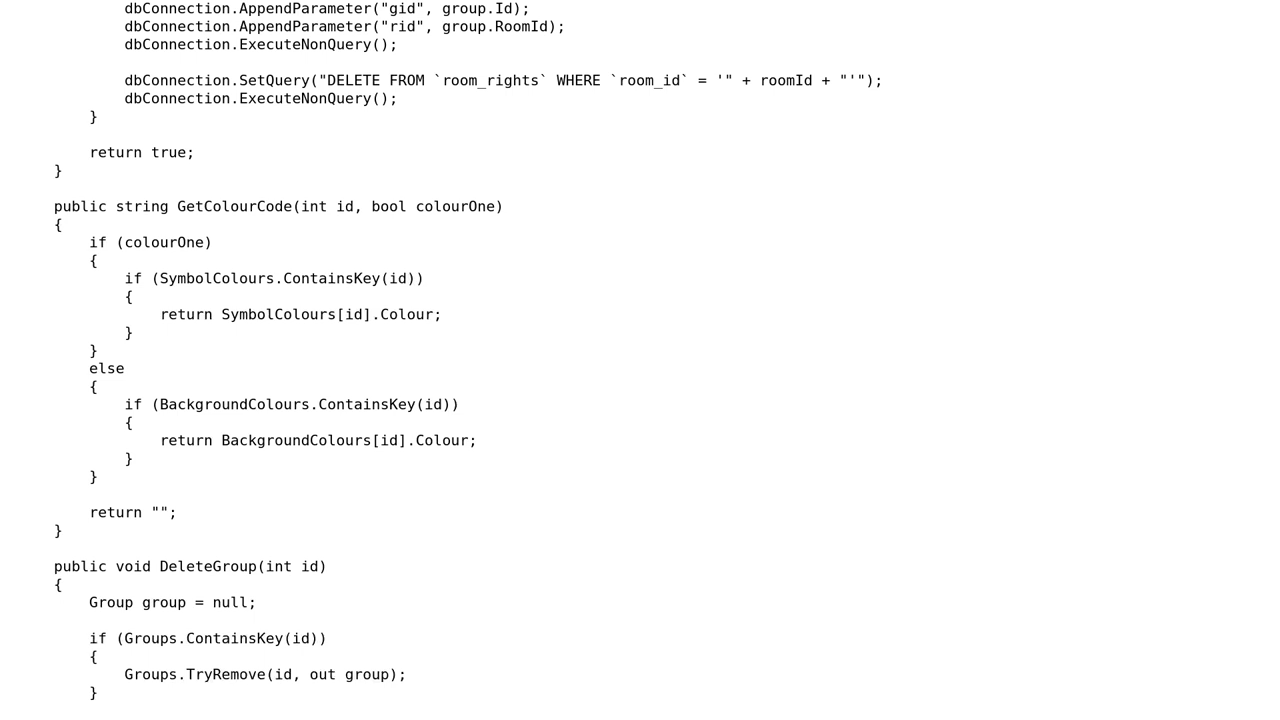 dbConnection.AppendParameter("gid", group.Id);
dbConnection.AppendParameter("rid", group.RoomId);
dbConnection.ExecuteNonQuery();

dbConnection.SetQuery("DELETE FROM `room_rights` WHERE `room_id` = '" + roomId + "'");
dbConnection.ExecuteNonQuery();
}

return true;
}

public string GetColourCode(int id, bool colourOne)
{
if (colourOne)
{
if (SymbolColours.ContainsKey(id))
{
return SymbolColours[id].Colour;
}
}
else
{
if (BackgroundColours.ContainsKey(id))
{
return BackgroundColours[id].Colour;
}
}

return "";
}

public void DeleteGroup(int id)
{
Group group = null;

if (Groups.ContainsKey(id))
{
Groups.TryRemove(id, out group);
}